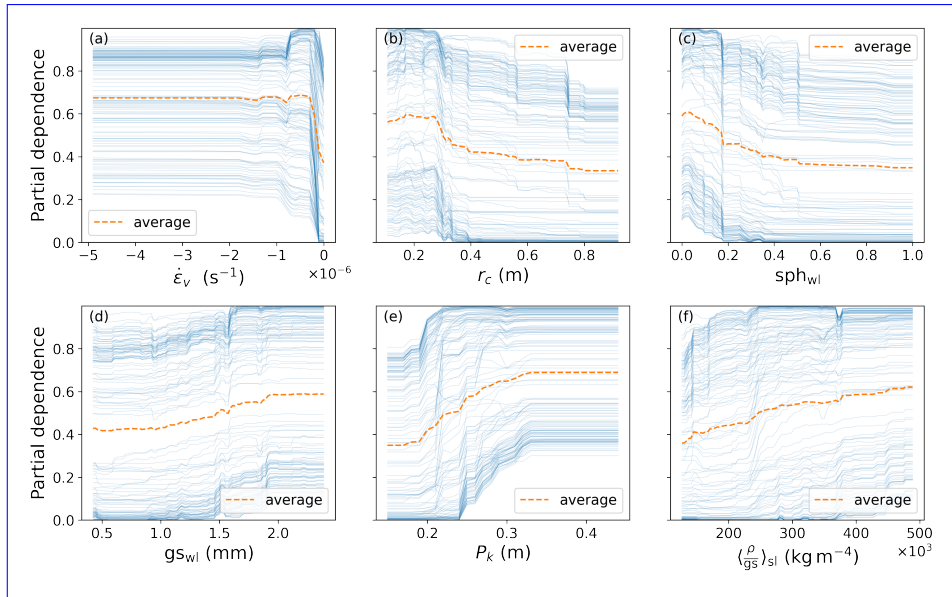 (a) (b) (c)
average average
average
Partial dependence
0.8
0.6
0.4
0.2
0.0
−5 −4 −3 −2 −1 0
×10⁻⁶
0.2 0.4 0.6 0.8
0.0 0.2 0.4 0.6 0.8 1.0
ε̇ᵥ (s⁻¹) r_c (m) sph_wl
(d) (e) (f)
Partial dependence
0.8
0.6
0.4
0.2
0.0
average average average
0.5 1.0 1.5 2.0
0.2 0.3 0.4
200 300 400 500
×10³
gs_wl (mm) P_k (m) ⟨ρ/gs⟩_sl (kg m⁻⁴)